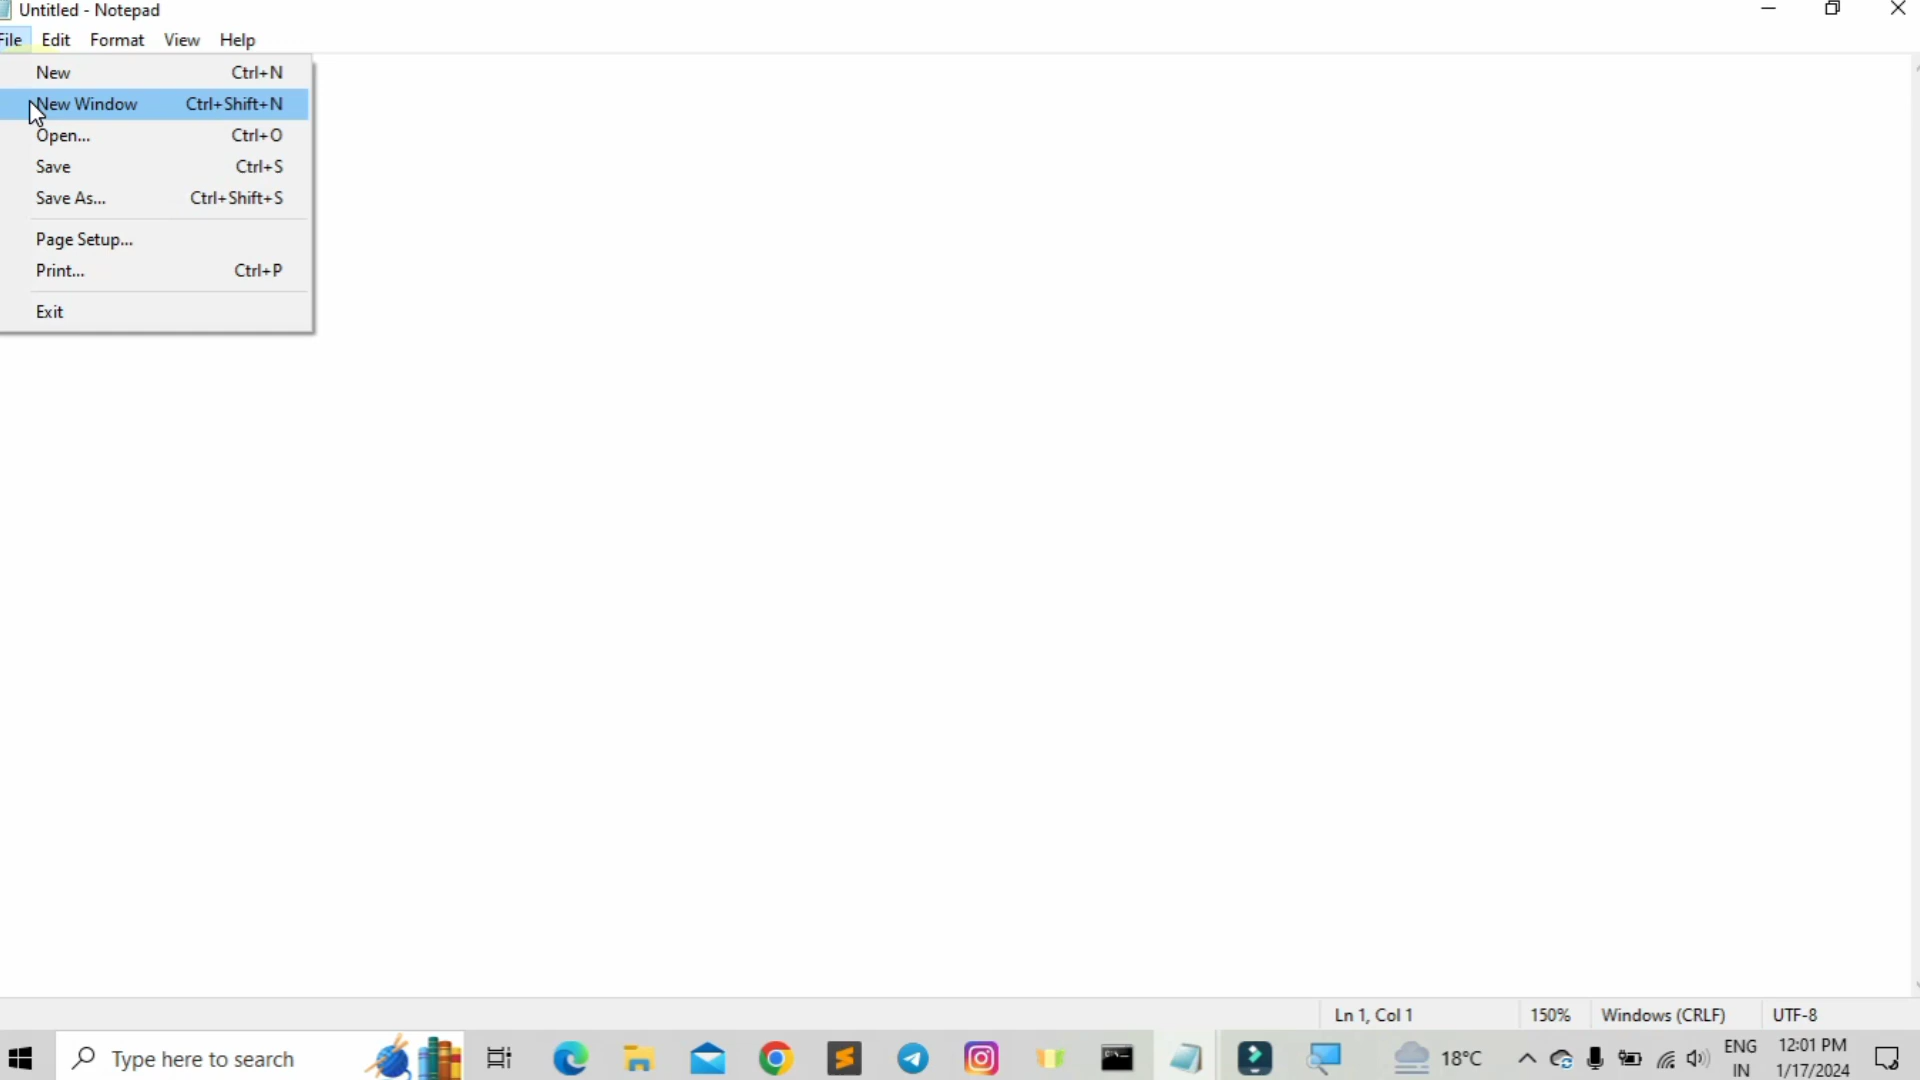 Untitled - Notepad
File Edit Format View Help
New Ctrl+N
New Window Ctrl+Shift+N
Open... Ctrl+O
Save Ctrl+S
Save As... Ctrl+Shift+S
Page Setup...
Print... Ctrl+P
Exit
Ln 1, Col 1 150% Windows (CRLF) UTF-8
Type here to search 18°C ENG 12:01 PM
IN 1/17/2024